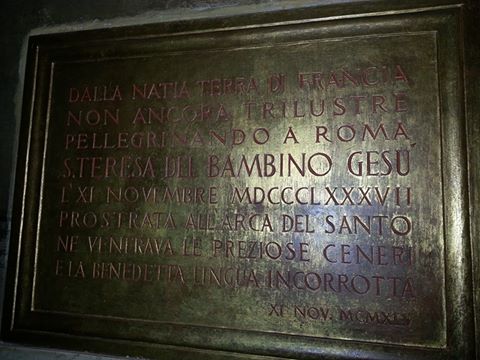 DALLA NATIA TERRA DI FRANCIA
NON ANCORA TRILUSTRE
PELLEGRINANDO A ROMA
S. TERESA DEL BAMBINO GESÙ
L'XI NOVEMBRE MDCCCLXXXVII
PROSTRATA ALL'ARCA DEL SANTO
NE VENERAVA LE PREZIOSE CENERI
E LA BENEDETTA LINGUA INCORROTTA
XI NOV.